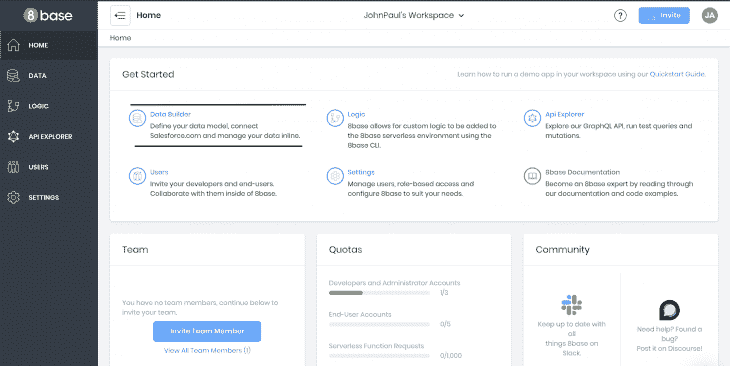 8 base
Home
JohnPaul's Workspace
?
Invite
JA
Home
HOME
DATA
LOGIC
API EXPLORER
USERS
SETTINGS
Get Started
Learn how to run a demo app in your workspace using our Quickstart Guide.
Data Builder
Define your data model, connect
Salesforce.com and manage your data inline.
Logic
8base allows for custom logic to be added
to the 8base serverless environment using the
8base CLI.
Api Explorer
Explore our GraphQL API, run test queries and
mutations.
Users
Invite your developers and end-users.
Collaborate with them inside of 8base.
Settings
Manage users, role-based access and
configure 8base to suit your needs.
8base Documentation
Become an 8base expert by reading through
our documentation and code examples.
Team
You have no team members, continue below to
invite your team.
Invite Team Member
View All Team Members (1)
Quotas
Developers and Administrator Accounts
1/3
End-User Accounts
0/5
Serverless Function Requests
0/1,000
Community
Keep up to date with
all
things 8base on
Slack.
Need help? Found a
bug?
Post it on Discourse!